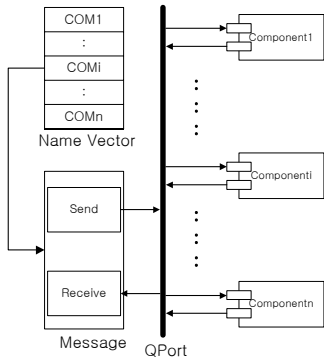 COM1
:
COMi
:
COMn
Name Vector
Send
Receive
Message
QPort
Component1
Componenti
Componentn